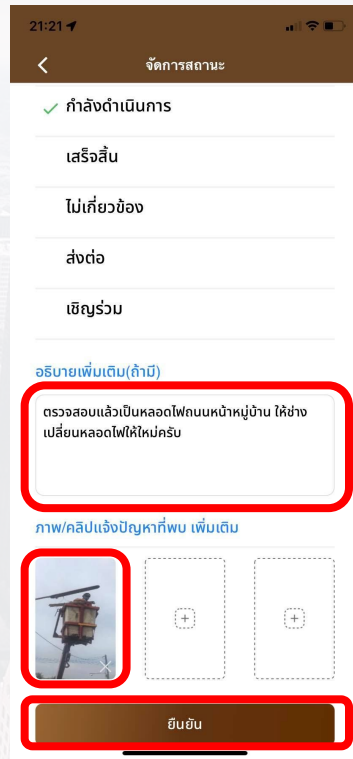 21:21
จัดการสถานะ
กำลังดำเนินการ
เสร็จสิ้น
ไม่เกี่ยวข้อง
ส่งต่อ
เชิญร่วม
อธิบายเพิ่มเติม(ถ้ามี)
ตรวจสอบแล้วเป็นหลอดไฟถนนหน้าหมู่บ้าน ให้ช่าง
เปลี่ยนหลอดไฟให้ใหม่ครับ
ภาพ/คลิปแจ้งปัญหาที่พบ เพิ่มเติม
ยืนยัน